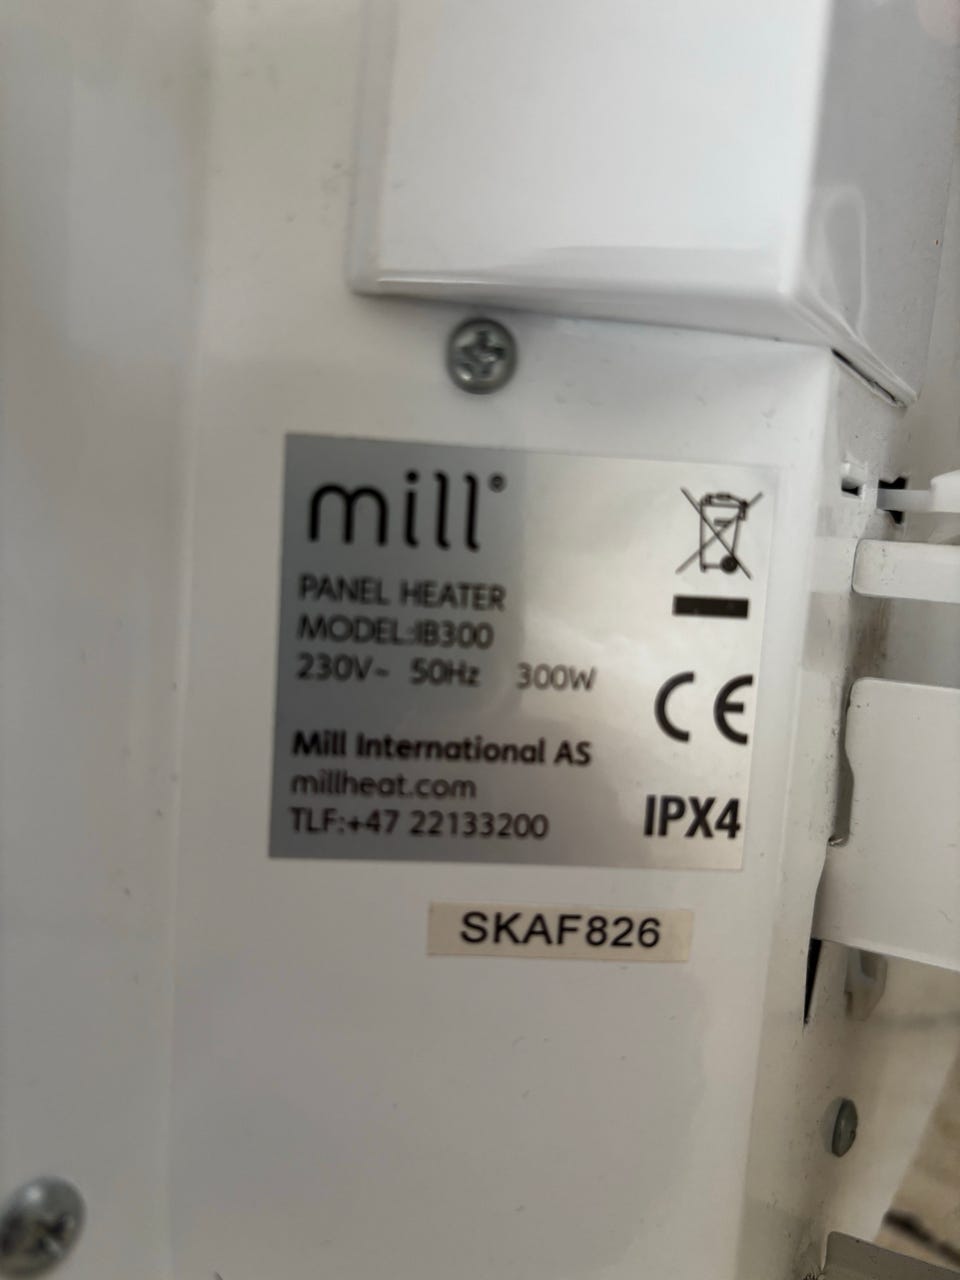 mill®
PANEL HEATER
MODEL:IB300
230V~ 50Hz 300W
Mill International AS
millheat.com
TLF:+47 22133200
CE
IPX4
SKAF826